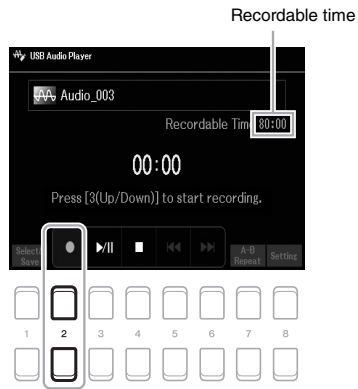 Recordable time
USB Audio Player
Audio_003
Recordable Time 80:00
00:00
Press [3(Up/Down)] to start recording.
Select/ Save
A-B Repeat
Setting
1 2 3 4 5 6 7 8